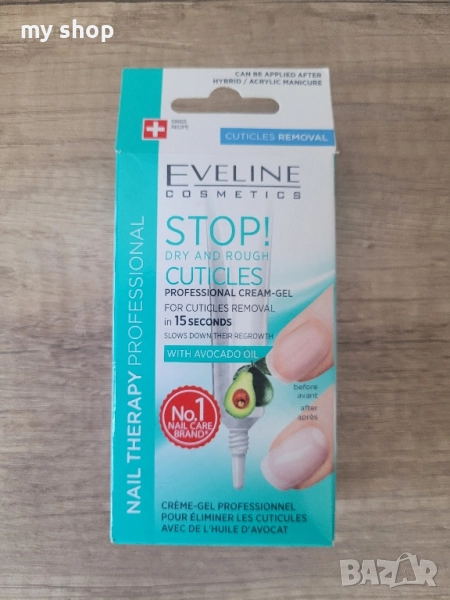 my shop
CAN BE APPLIED AFTER
HYBRID / ACRYLIC MANICURE
SWISS
RECIPE
CUTICLES REMOVAL
EVELINE
COSMETICS
STOP!
DRY AND ROUGH
CUTICLES
PROFESSIONAL CREAM-GEL
FOR CUTICLES REMOVAL
in 15 SECONDS
SLOWS DOWN THEIR REGROWTH
WITH AVOCADO OIL
before
avant
after
après
No.1
NAIL CARE
BRAND*
NAIL THERAPY PROFESSIONAL
CRÈME-GEL PROFESSIONNEL
POUR ÉLIMINER LES CUTICULES
AVEC DE L'HUILE D'AVOCAT
BAZAR